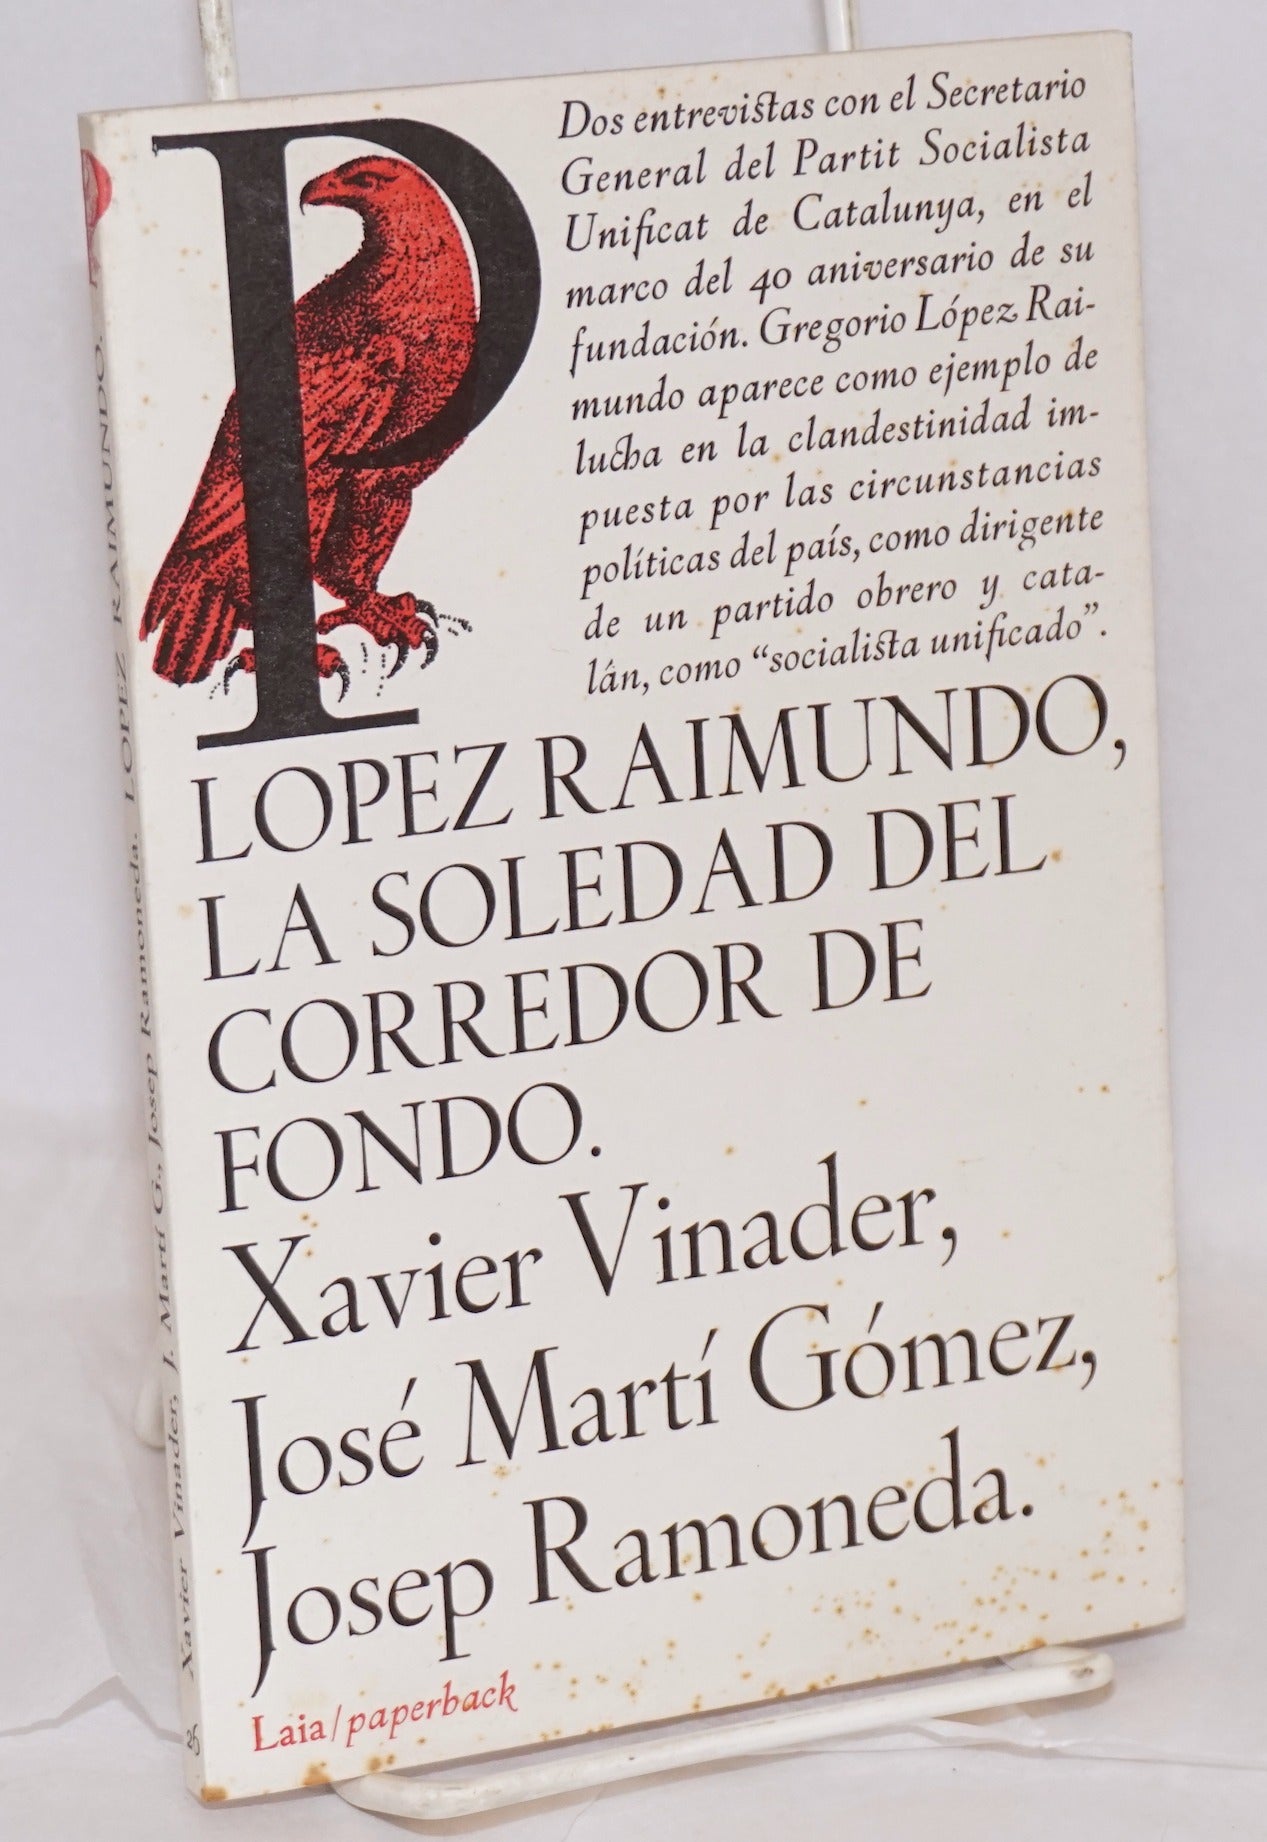 P
Dos entrevistas con el Secretario
General del Partit Socialista
Unificat de Catalunya, en el
marco del 40 aniversario de su
fundación. Gregorio López Rai-
mundo aparece como ejemplo de
lucha en la clandestinidad im-
puesta por las circunstancias
políticas del país, como dirigente
de un partido obrero y cata-
lán, como “socialista unificado”.
LOPEZ RAIMUNDO,
LA SOLEDAD DEL
CORREDOR DE
FONDO.
Xavier Vinader,
José Martí Gómez,
Josep Ramoneda.
Laia/paperback
Xavier Vinader, J. Martí G., Josep Ramoneda. LOPEZ RAIMUNDO.
26